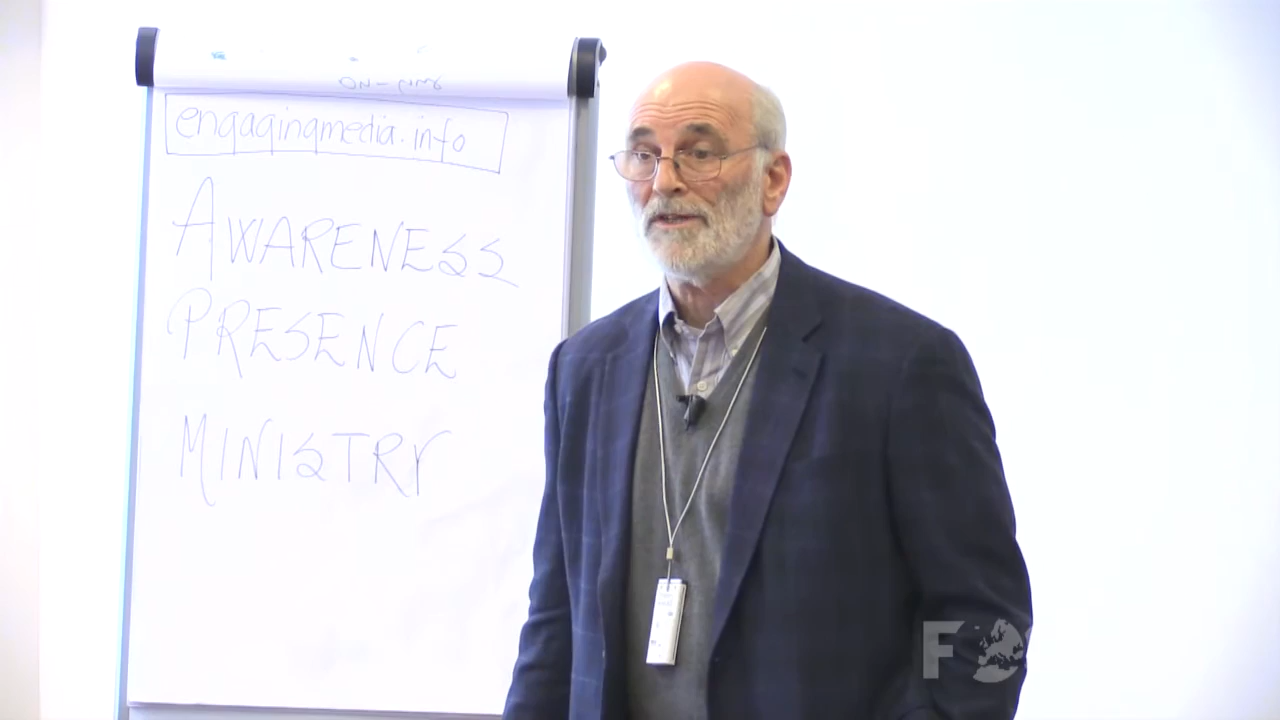 engagingmedia.info
AWARENESS
PRESENCE
MINISTRY
F